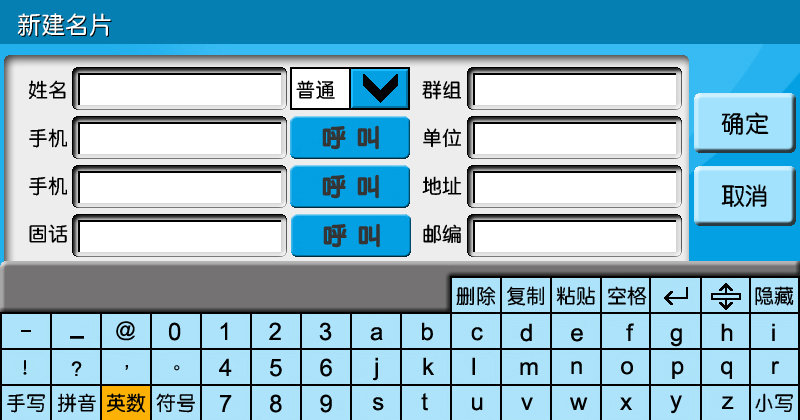 新建名片
姓名 普通 群组
手机 呼叫 单位
手机 呼叫 地址
固话 呼叫 邮编
确定
取消
删除 复制 粘贴 空格 隐藏
- _ @ 0 1 2 3 a b c d e f g h i
! ? , 。 4 5 6 j k l m n o p q r
手写 拼音 英数 符号 7 8 9 s t u v w x y z 小写